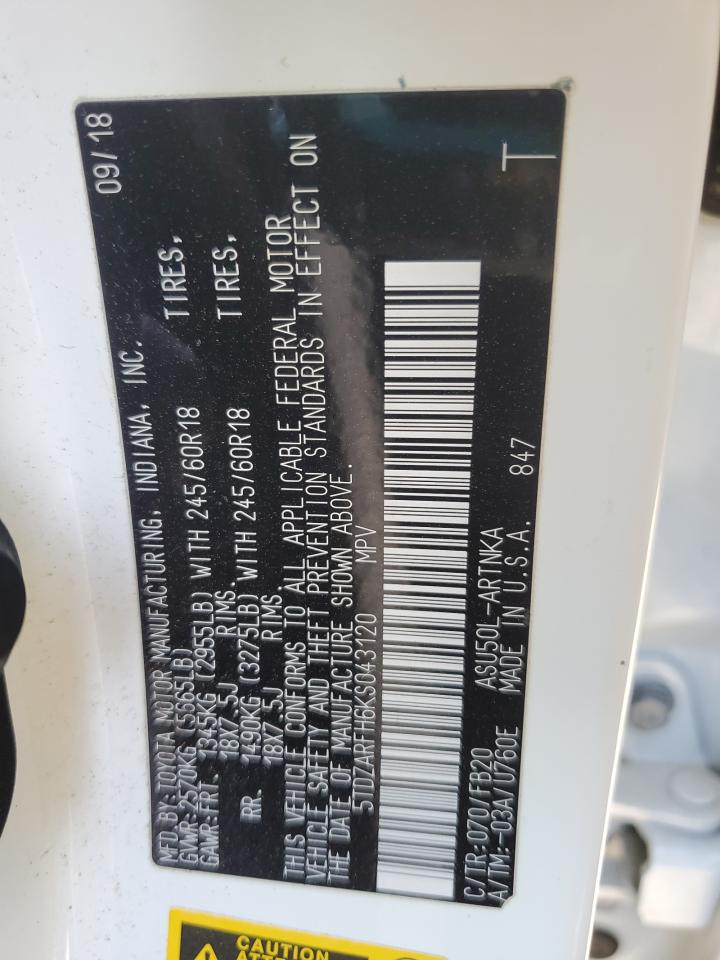 MFD.BY: TOYOTA MOTOR MANUFACTURING, INDIANA, INC. 09/18
GVWR: 2570KG (5665LB)
GAWR: FRT. 1345KG (2955LB) WITH 245/60R18 TIRES,
18X7.5J RIMS.
RR. 1490KG (3275LB) WITH 245/60R18 TIRES,
18X7.5J RIMS.
THIS VEHICLE CONFORMS TO ALL APPLICABLE FEDERAL MOTOR
VEHICLE SAFETY AND THEFT PREVENTION STANDARDS IN EFFECT ON
THE DATE OF MANUFACTURE SHOWN ABOVE.
5TDZARFH6KS043120 MPV
C/TR: 070/FB20 ASU50L-ARTNKA T
A/TM: -03A/U760E MADE IN U.S.A. 847
CAUTION